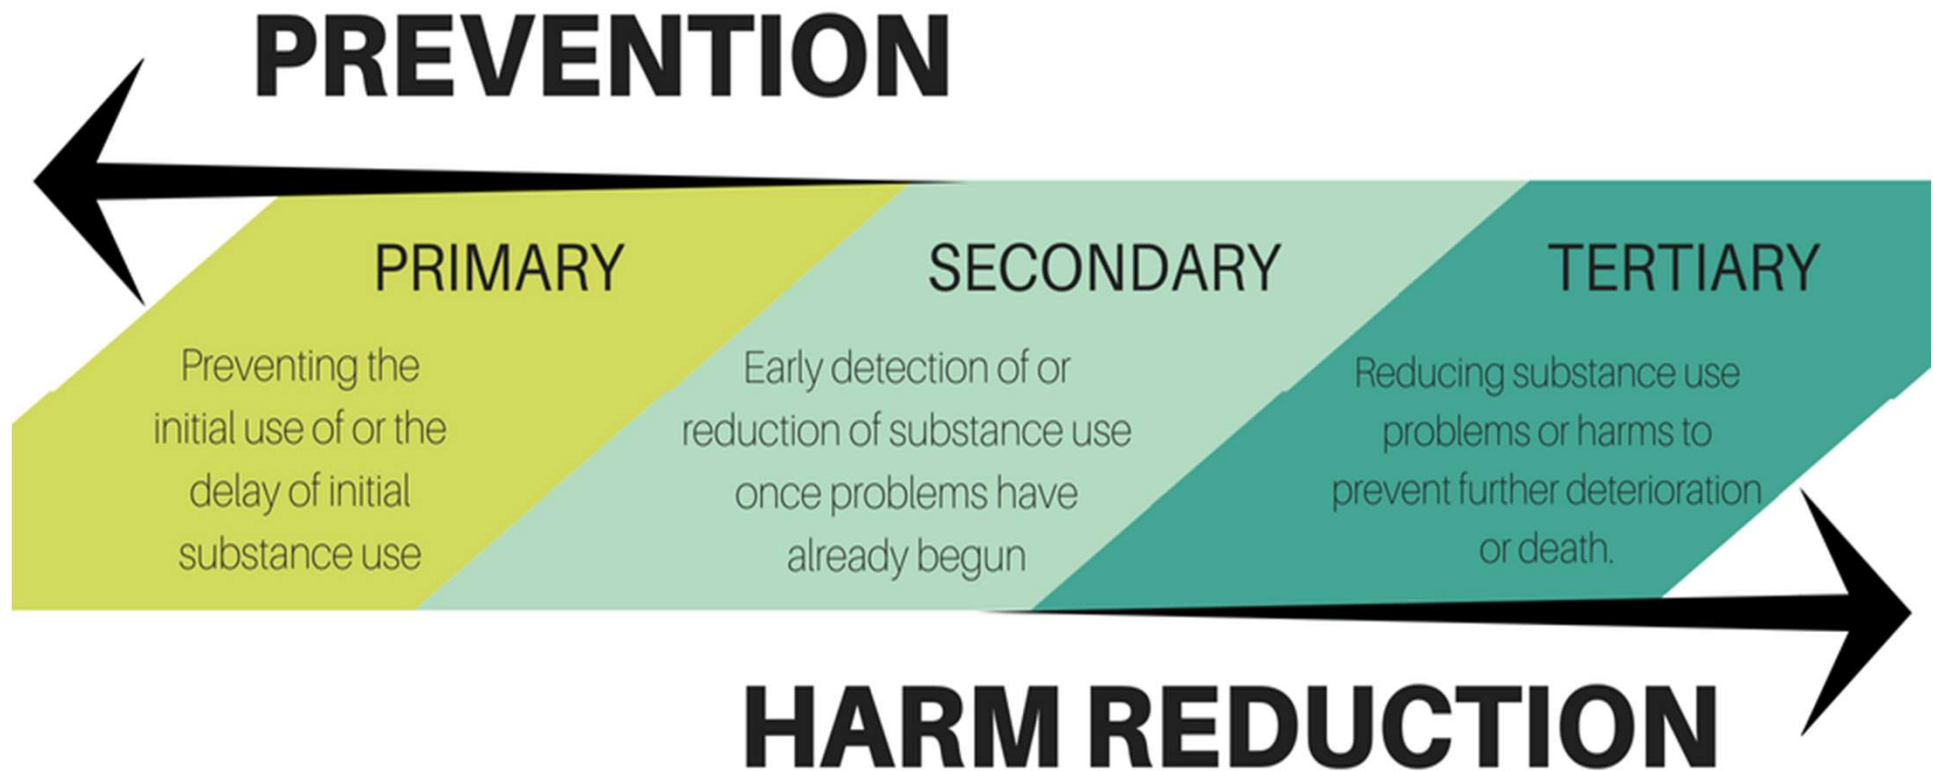 PREVENTION
PRIMARY
Preventing the
initial use of or the
delay of initial
substance use
SECONDARY
Early detection of or
reduction of substance use
once problems have
already begun
TERTIARY
Reducing substance use
problems or harms to
prevent further deterioration
or death.
HARM REDUCTION